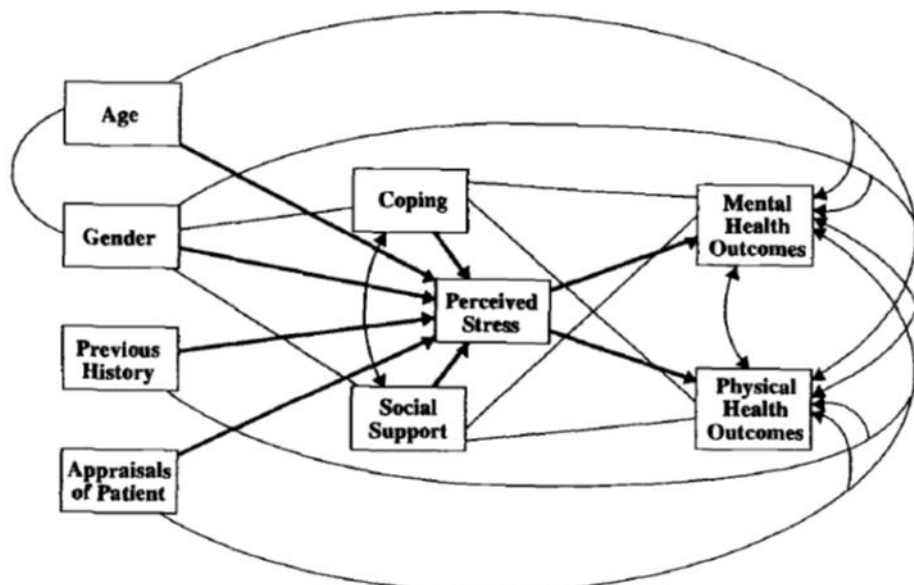 Age
Gender
Previous
History
Appraisals
of Patient
Coping
Social
Support
Perceived
Stress
Mental
Health
Outcomes
Physical
Health
Outcomes